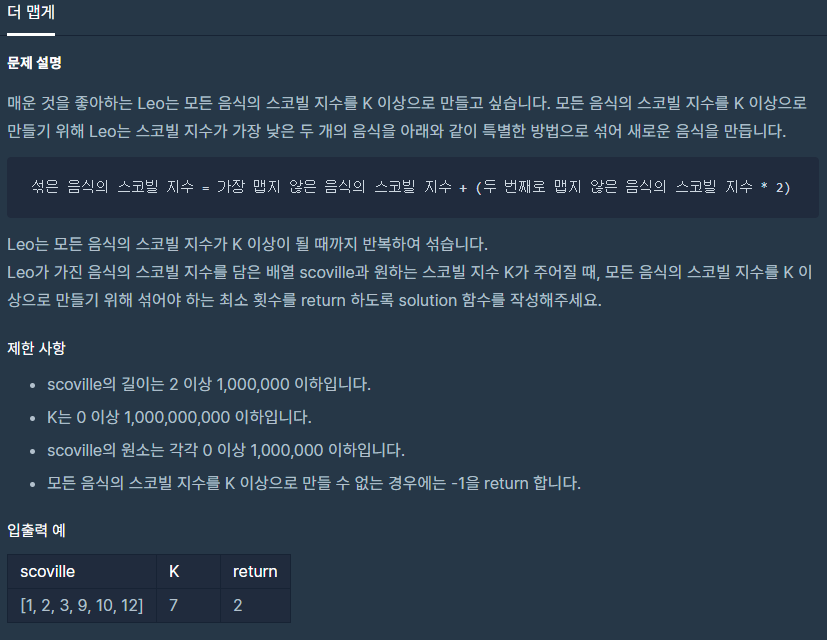 더 맵게
문제 설명
매운 것을 좋아하는 Leo는 모든 음식의 스코빌 지수를 K 이상으로 만들고 싶습니다. 모든 음식의 스코빌 지수를 K 이상으로
만들기 위해 Leo는 스코빌 지수가 가장 낮은 두 개의 음식을 아래와 같이 특별한 방법으로 섞어 새로운 음식을 만듭니다.
섞은 음식의 스코빌 지수 = 가장 맵지 않은 음식의 스코빌 지수 + (두 번째로 맵지 않은 음식의 스코빌 지수 * 2)
Leo는 모든 음식의 스코빌 지수가 K 이상이 될 때까지 반복하여 섞습니다.
Leo가 가진 음식의 스코빌 지수를 담은 배열 scoville과 원하는 스코빌 지수 K가 주어질 때, 모든 음식의 스코빌 지수를 K 이
상으로 만들기 위해 섞어야 하는 최소 횟수를 return 하도록 solution 함수를 작성해주세요.
제한 사항
• scoville의 길이는 2 이상 1,000,000 이하입니다.
• K는 0 이상 1,000,000,000 이하입니다.
• scoville의 원소는 각각 0 이상 1,000,000 이하입니다.
• 모든 음식의 스코빌 지수를 K 이상으로 만들 수 없는 경우에는 -1을 return 합니다.
입출력 예
scoville K return
[1, 2, 3, 9, 10, 12] 7 2